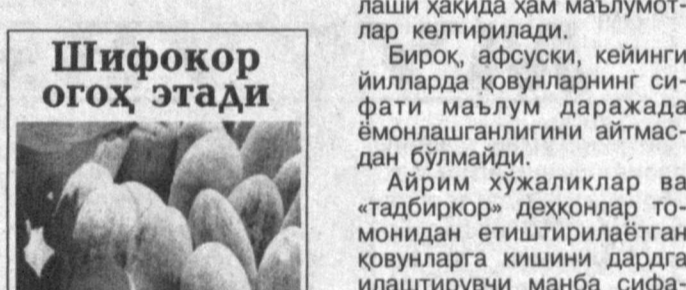 Шифокор
огоҳ этади
лаши ҳақида ҳам маълумот-
лар келтирилади.
Бироқ, афсуски, кейинги
йилларда қовунларнинг си-
фати маълум даражада
ёмонлашганлигини айтмас-
дан бўлмайди.
Айрим хўжаликлар ва
«тадбиркор» деҳқонлар то-
монидан етиштирилаётган
қовунларга кишини дардга
илаштирувчи манба сифа-